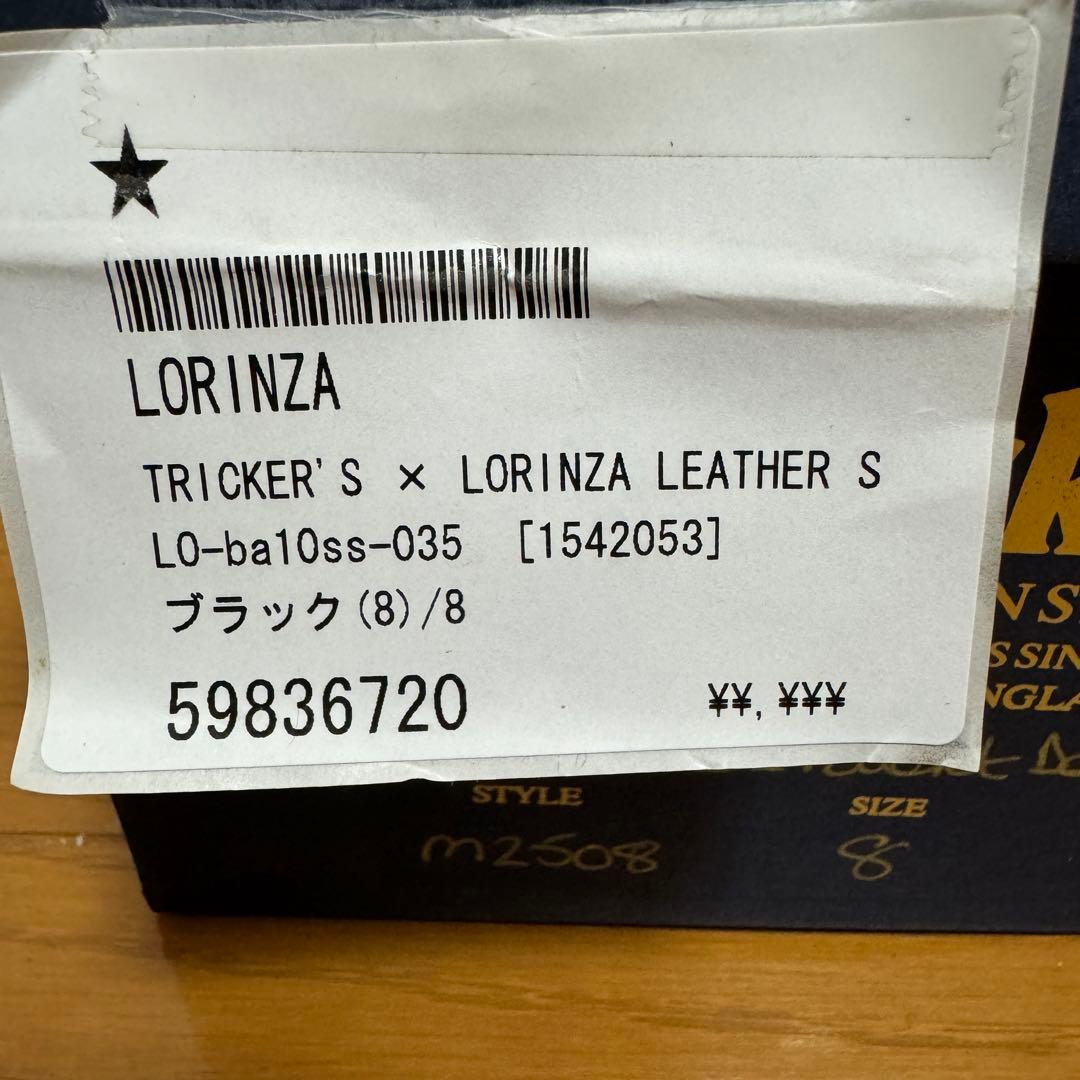 LORINZA
TRICKER'S × LORINZA LEATHER S
LO-ba10ss-035 [1542053]
ブラック(8)/8
59836720 ¥¥,¥¥¥
STYLE SIZE
m2508 8